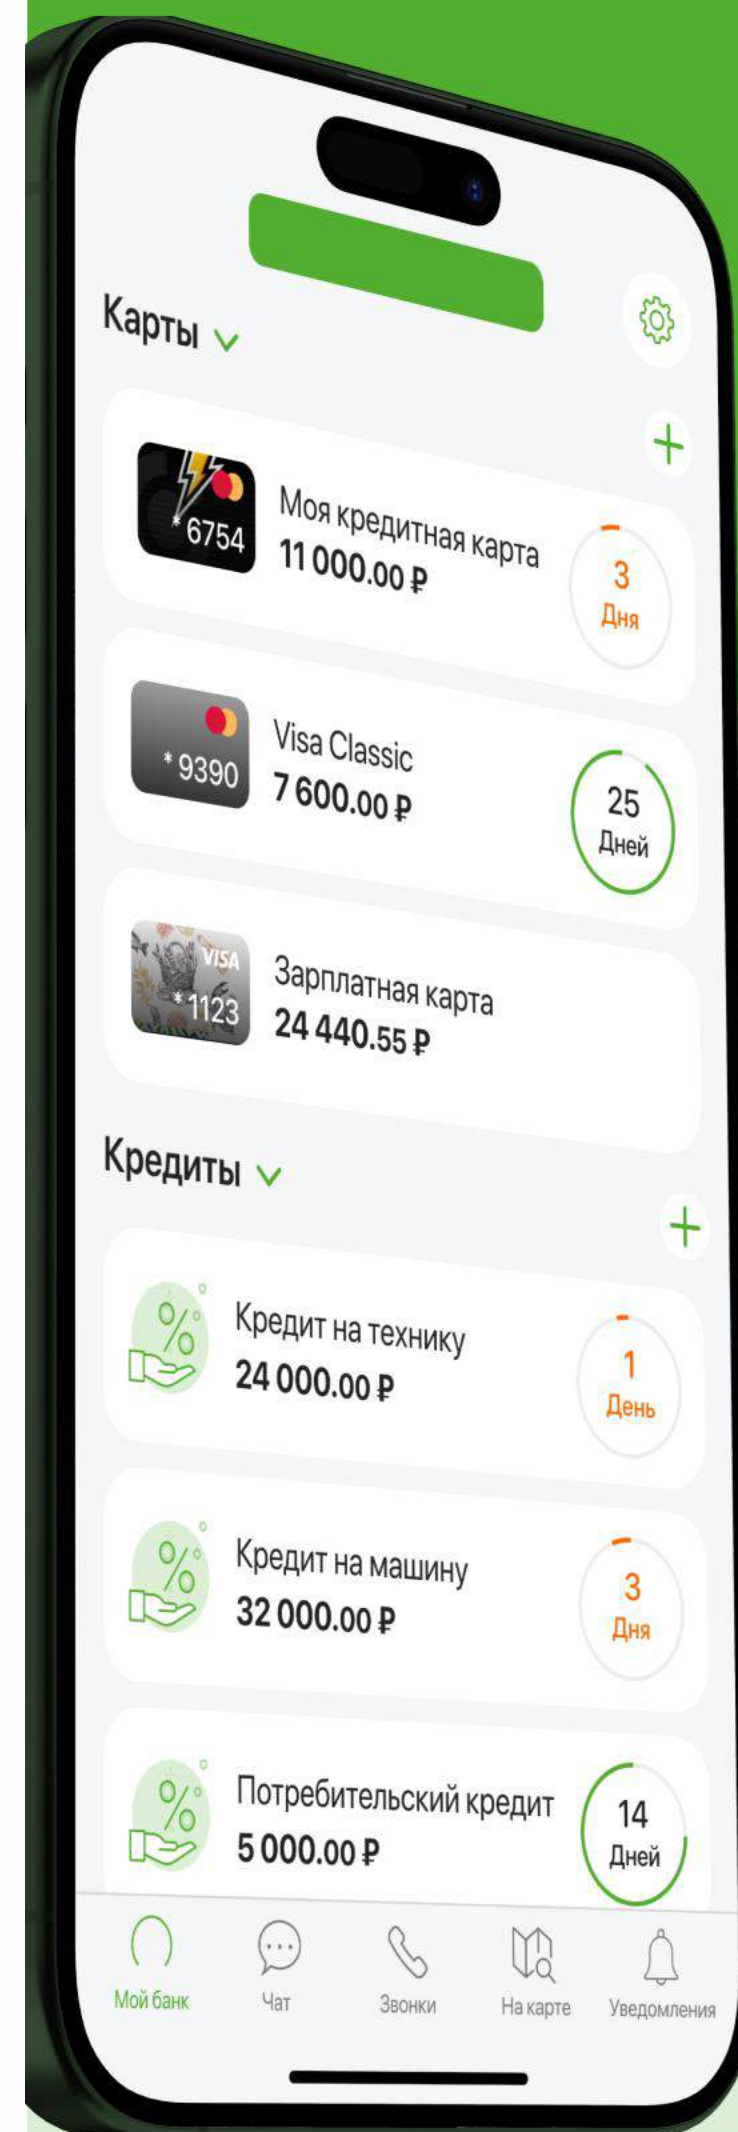 Карты
* 6754
Моя кредитная карта
11 000.00 ₽
3
Дня
* 9390
Visa Classic
7 600.00 ₽
25
Дней
VISA
* 1123
Зарплатная карта
24 440.55 ₽
Кредиты
%
Кредит на технику
24 000.00 ₽
1
День
%
Кредит на машину
32 000.00 ₽
3
Дня
%
Потребительский кредит
5 000.00 ₽
14
Дней
Мой банк
Чат
Звонки
На карте
Уведомления